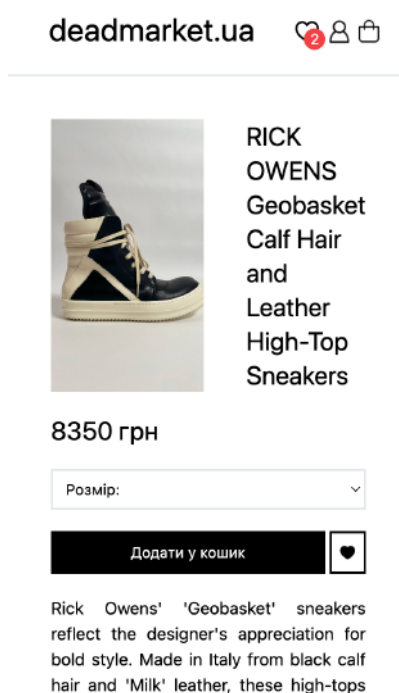 deadmarket.ua
2
RICK
OWENS
Geobasket
Calf Hair
and
Leather
High-Top
Sneakers
8350 грн
Розмір:
Додати у кошик
Rick Owens' 'Geobasket' sneakers
reflect the designer's appreciation for
bold style. Made in Italy from black calf
hair and 'Milk' leather, these high-tops